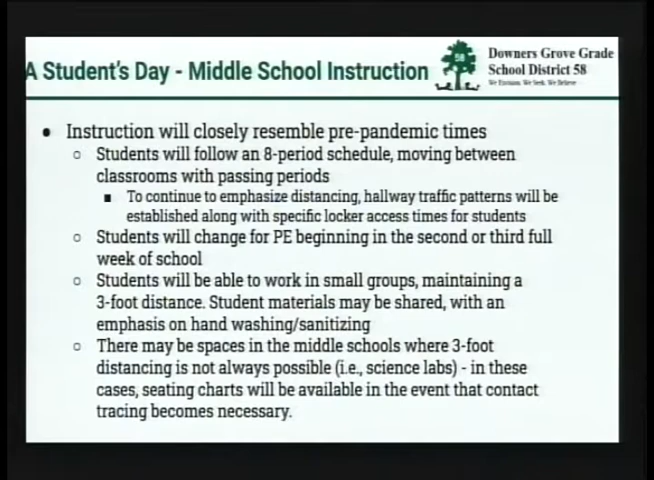 A Student's Day - Middle School Instruction
58
Downers Grove Grade
School District 58
● Instruction will closely resemble pre-pandemic times
○ Students will follow an 8-period schedule, moving between
classrooms with passing periods
■ To continue to emphasize distancing, hallway traffic patterns will be
established along with specific locker access times for students
○ Students will change for PE beginning in the second or third full
week of school
○ Students will be able to work in small groups, maintaining a
3-foot distance. Student materials may be shared, with an
emphasis on hand washing/sanitizing
○ There may be spaces in the middle schools where 3-foot
distancing is not always possible (i.e., science labs) - in these
cases, seating charts will be available in the event that contact
tracing becomes necessary.